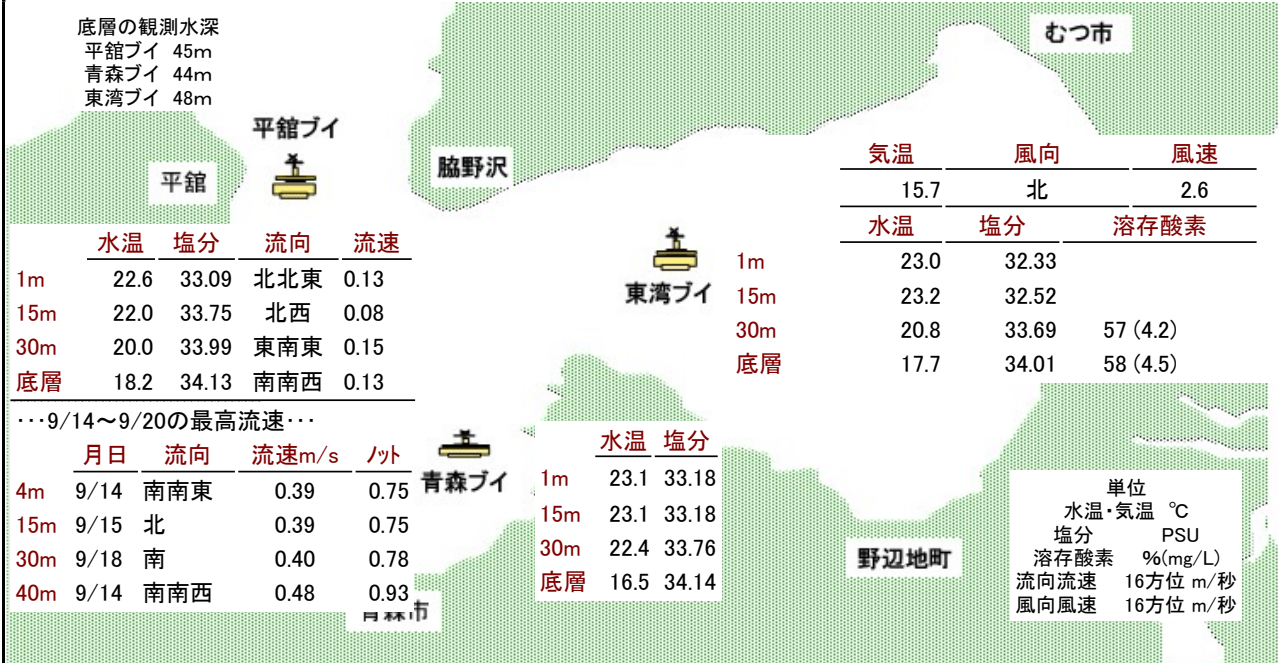 底層の観測水深
平舘ブイ 45m
青森ブイ 44m
東湾ブイ 48m
むつ市
平舘ブイ
脇野沢
平舘
気温 風向 風速
15.7 北 2.6
水温 塩分 溶存酸素
1m 23.0 32.33
15m 23.2 32.52
30m 20.8 33.69 57 (4.2)
底層 17.7 34.01 58 (4.5)
東湾ブイ
水温 塩分 流向 流速
1m 22.6 33.09 北北東 0.13
15m 22.0 33.75 北西 0.08
30m 20.0 33.99 東南東 0.15
底層 18.2 34.13 南南西 0.13
…9/14～9/20の最高流速…
月日 流向 流速m/s ノット
4m 9/14 南南東 0.39 0.75
15m 9/15 北 0.39 0.75
30m 9/18 南 0.40 0.78
40m 9/14 南南西 0.48 0.93
青森ブイ
水温 塩分
1m 23.1 33.18
15m 23.1 33.18
30m 22.4 33.76
底層 16.5 34.14
青森市
野辺地町
単位
水温・気温 ℃
塩分 PSU
溶存酸素 %(mg/L)
流向流速 16方位 m/秒
風向風速 16方位 m/秒